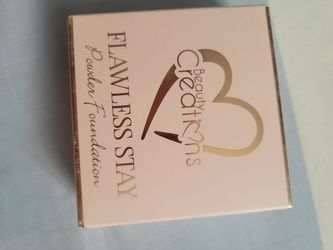 Beauty
Creations
FLAWLESS STAY
Powder Foundation